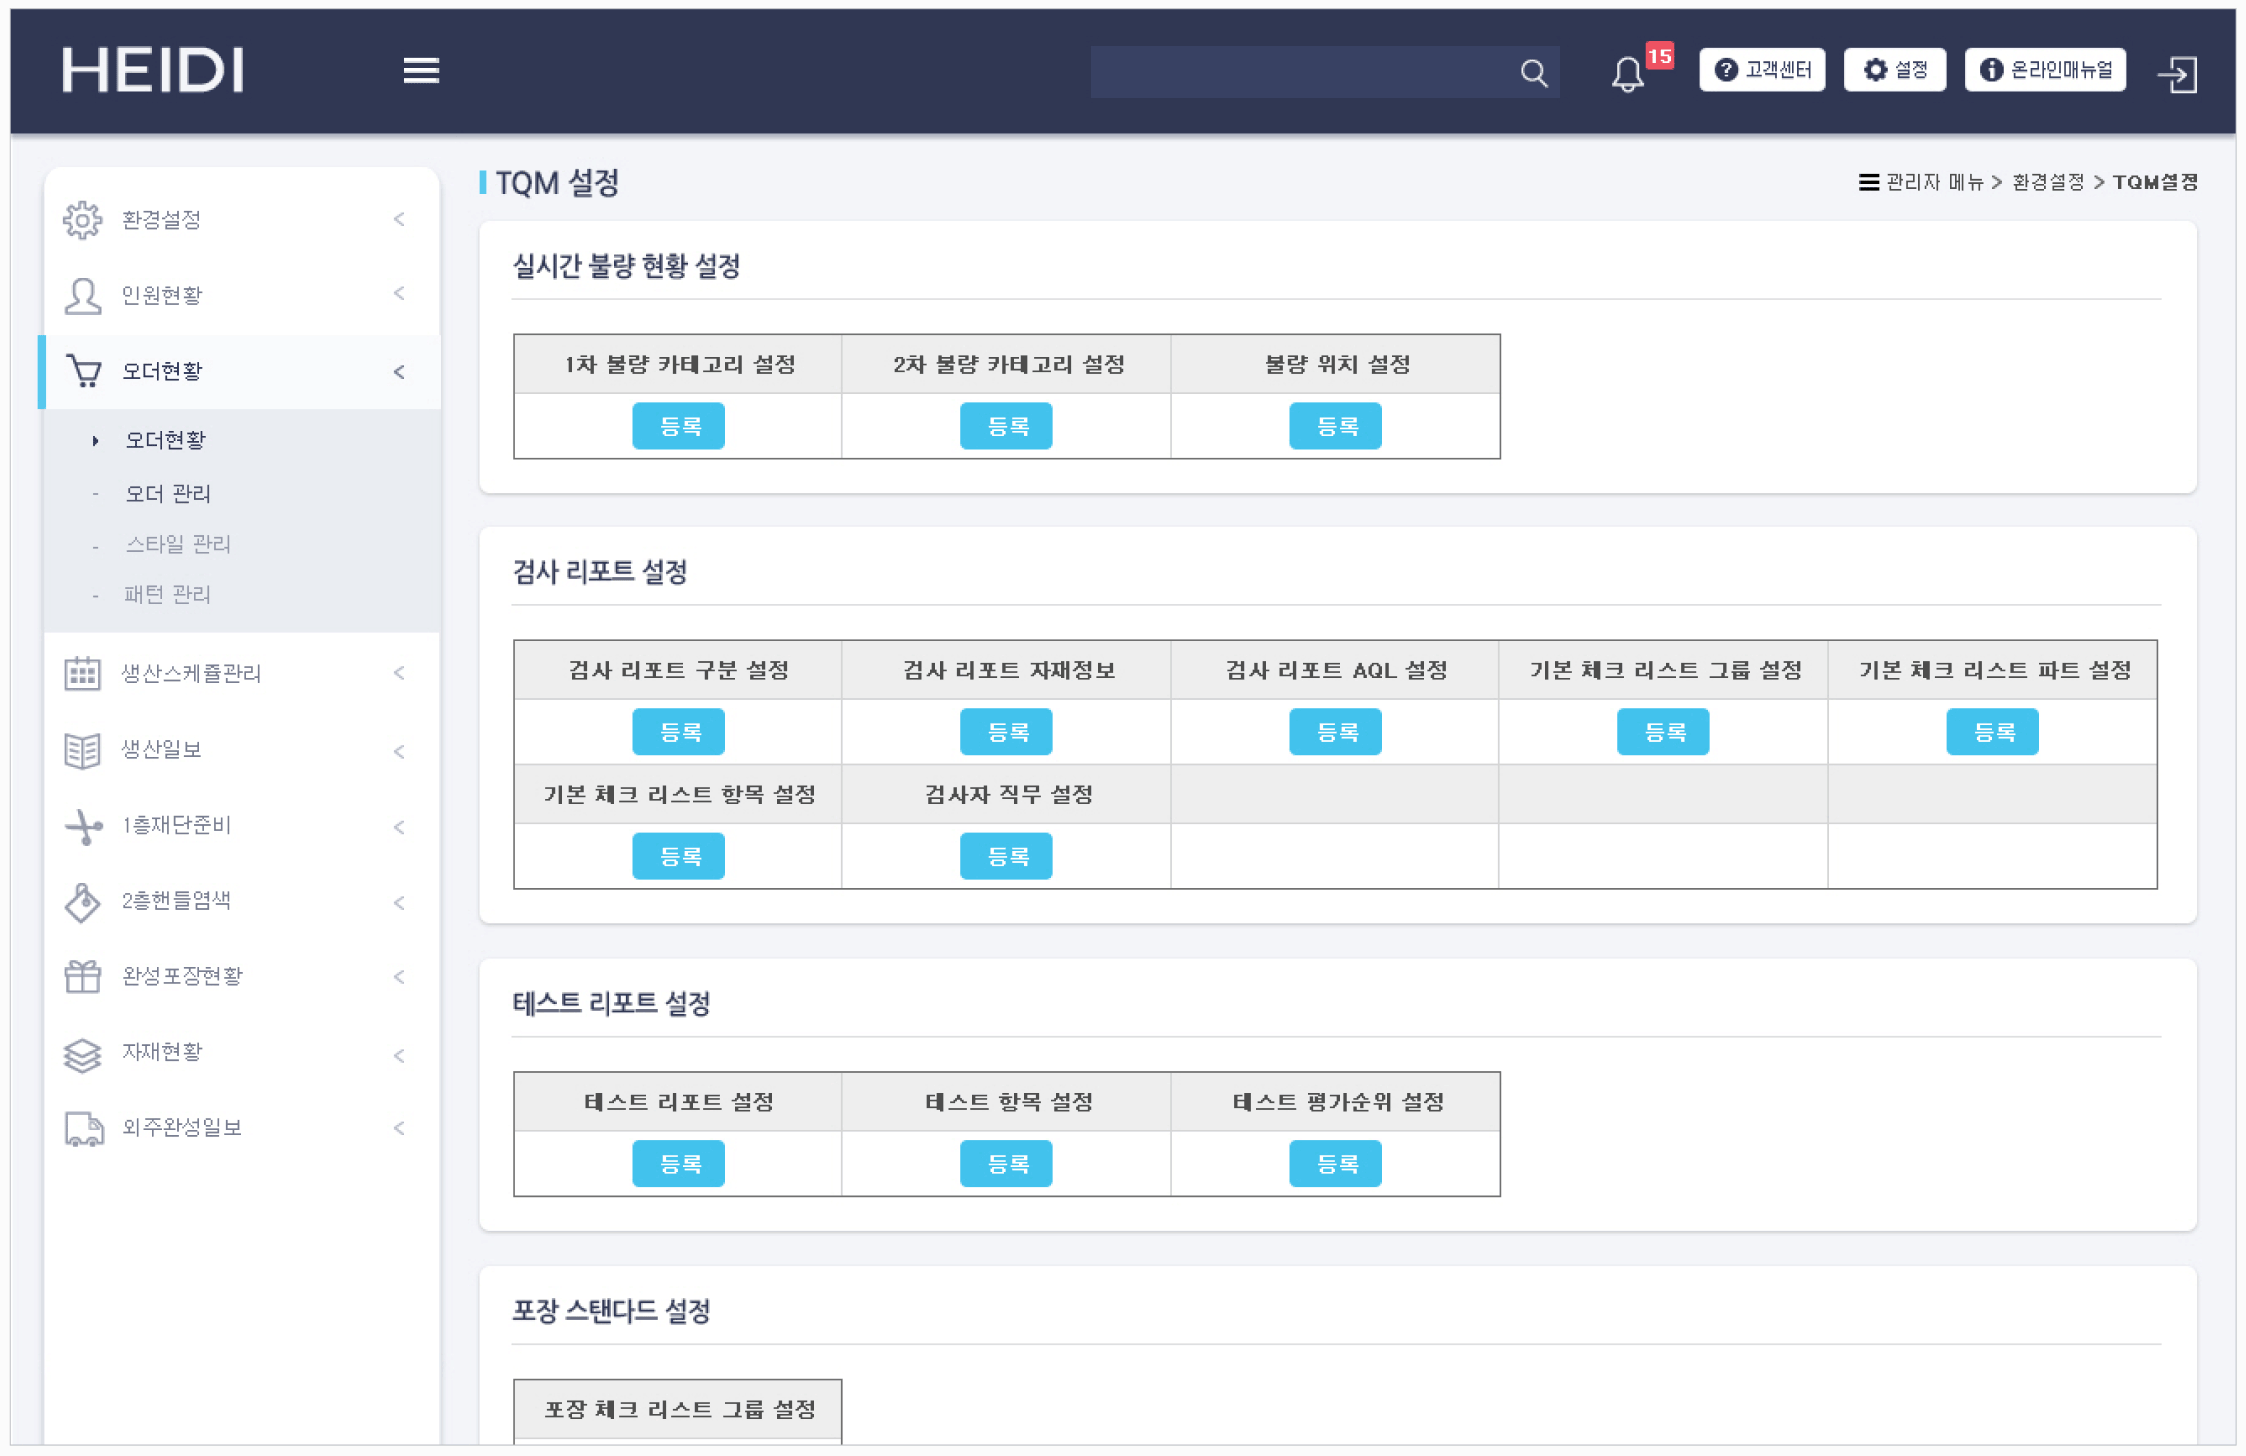 HEIDI
15
고객센터
설정
온라인매뉴얼
환경설정
인원현황
오더현황
오더현황
- 오더 관리
- 스타일 관리
- 패턴 관리
생산스케쥴관리
생산일보
1층재단준비
2층핸들염색
완성포장현황
자재현황
외주완성일보
TQM 설정
관리자 메뉴 > 환경설정 > TQM설정
실시간 불량 현황 설정
1차 불량 카테고리 설정 2차 불량 카테고리 설정 불량 위치 설정
등록 등록 등록
검사 리포트 설정
검사 리포트 구분 설정 검사 리포트 자재정보 검사 리포트 AQL 설정 기본 체크 리스트 그룹 설정 기본 체크 리스트 파트 설정
등록 등록 등록 등록 등록
기본 체크 리스트 항목 설정 검사자 직무 설정
등록 등록
테스트 리포트 설정
테스트 리포트 설정 테스트 항목 설정 테스트 평가순위 설정
등록 등록 등록
포장 스탠다드 설정
포장 체크 리스트 그룹 설정